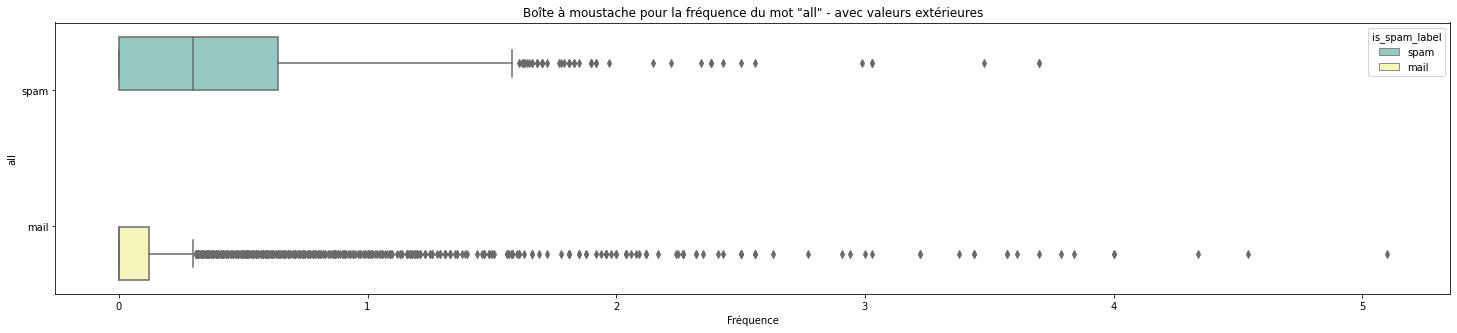 Boîte à moustache pour la fréquence du mot "all" - avec valeurs extérieures
is_spam_label
spam
mail
spam
all
mail
0 1 2 3 4 5
Fréquence